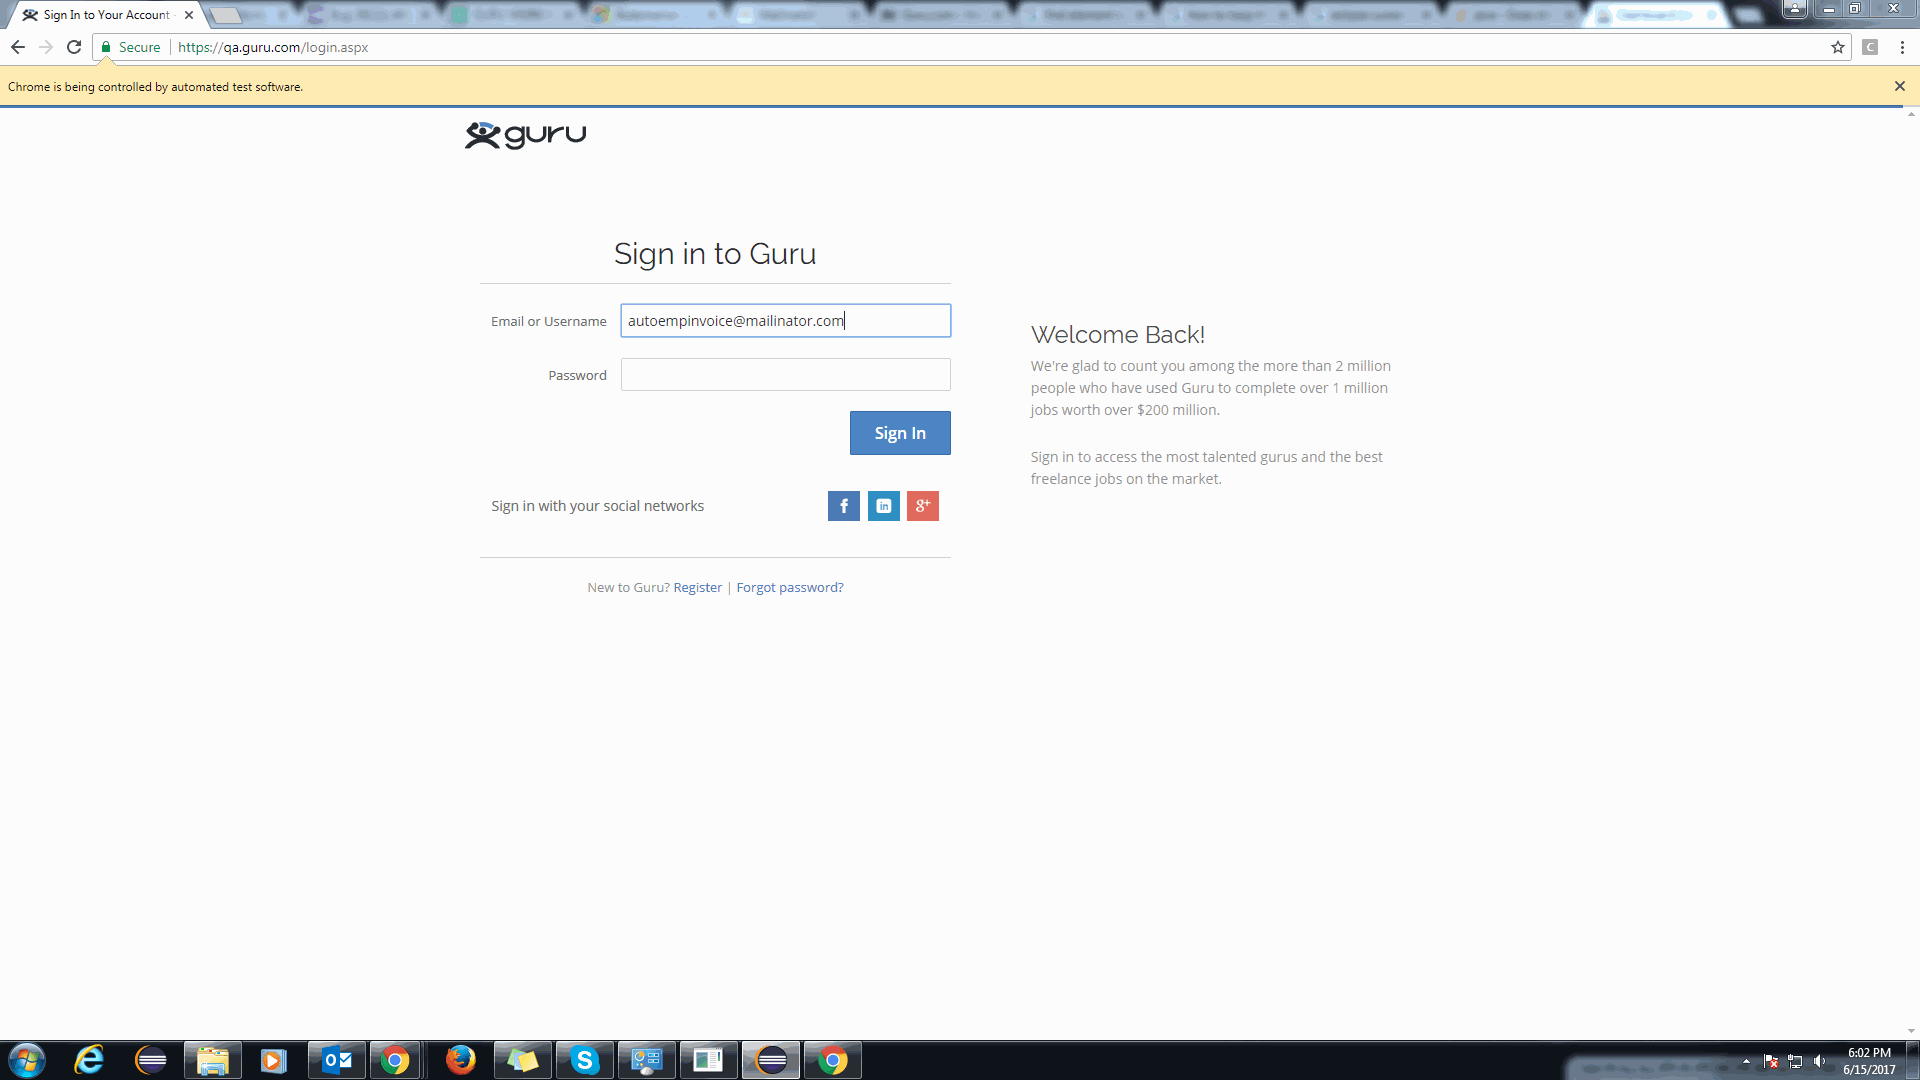 Sign In to Your Account
Secure
https://qa.guru.com/login.aspx
C
Chrome is being controlled by automated test software.
guru
Sign in to Guru
Email or Username
autoempinvoice@mailinator.com
Password
Sign In
Sign in with your social networks
f in 8+
New to Guru? Register | Forgot password?
Welcome Back!
We're glad to count you among the more than 2 million
people who have used Guru to complete over 1 million
jobs worth over $200 million.
Sign in to access the most talented gurus and the best
freelance jobs on the market.
6:02 PM
6/15/2017